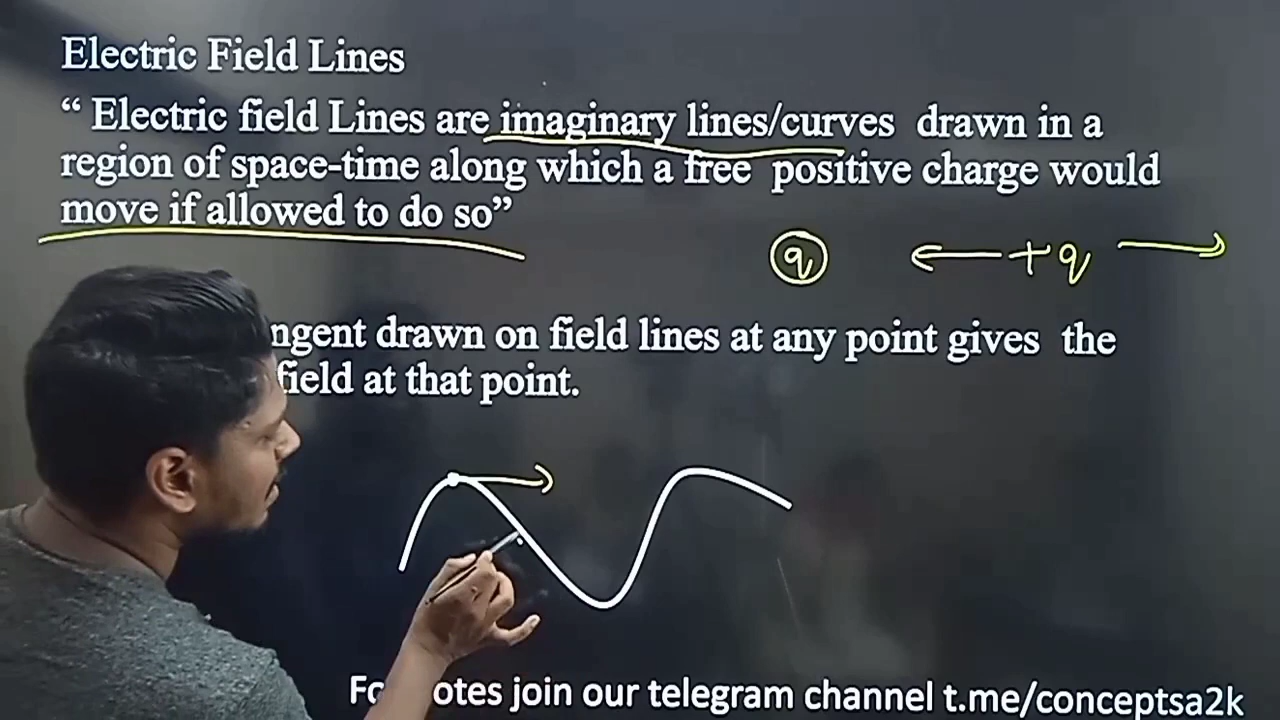 Electric Field Lines
“ Electric field Lines are imaginary lines/curves drawn in a
region of space-time along which a free positive charge would
move if allowed to do so”
q +q
drawn on field lines at any point gives the
field at that point.
join our telegram channel t.me/conceptsa2k